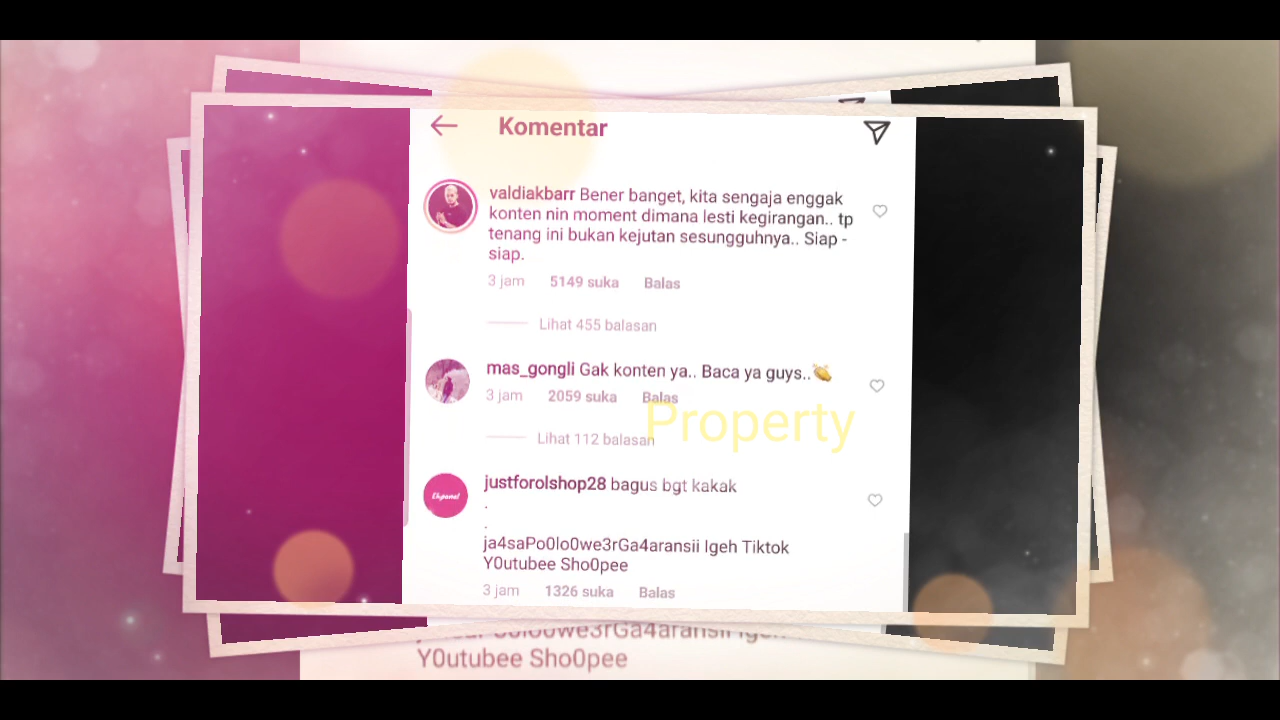 Komentar
valdiakbarr Bener banget, kita sengaja enggak
konten nin moment dimana lesti kegirangan.. tp
tenang ini bukan kejutan sesungguhnya.. Siap -
siap.
3 jam 5149 suka Balas
Lihat 455 balasan
mas_gongli Gak konten ya.. Baca ya guys..👏
3 jam 2059 suka Balas
Property
Lihat 112 balasan
justforolshop28 bagus bgt kakak
.
.
ja4saPo0lo0we3rGa4aransii Igeh Tiktok
Y0utubee Sho0pee
3 jam 1326 suka Balas
Y0utubee Sho0pee